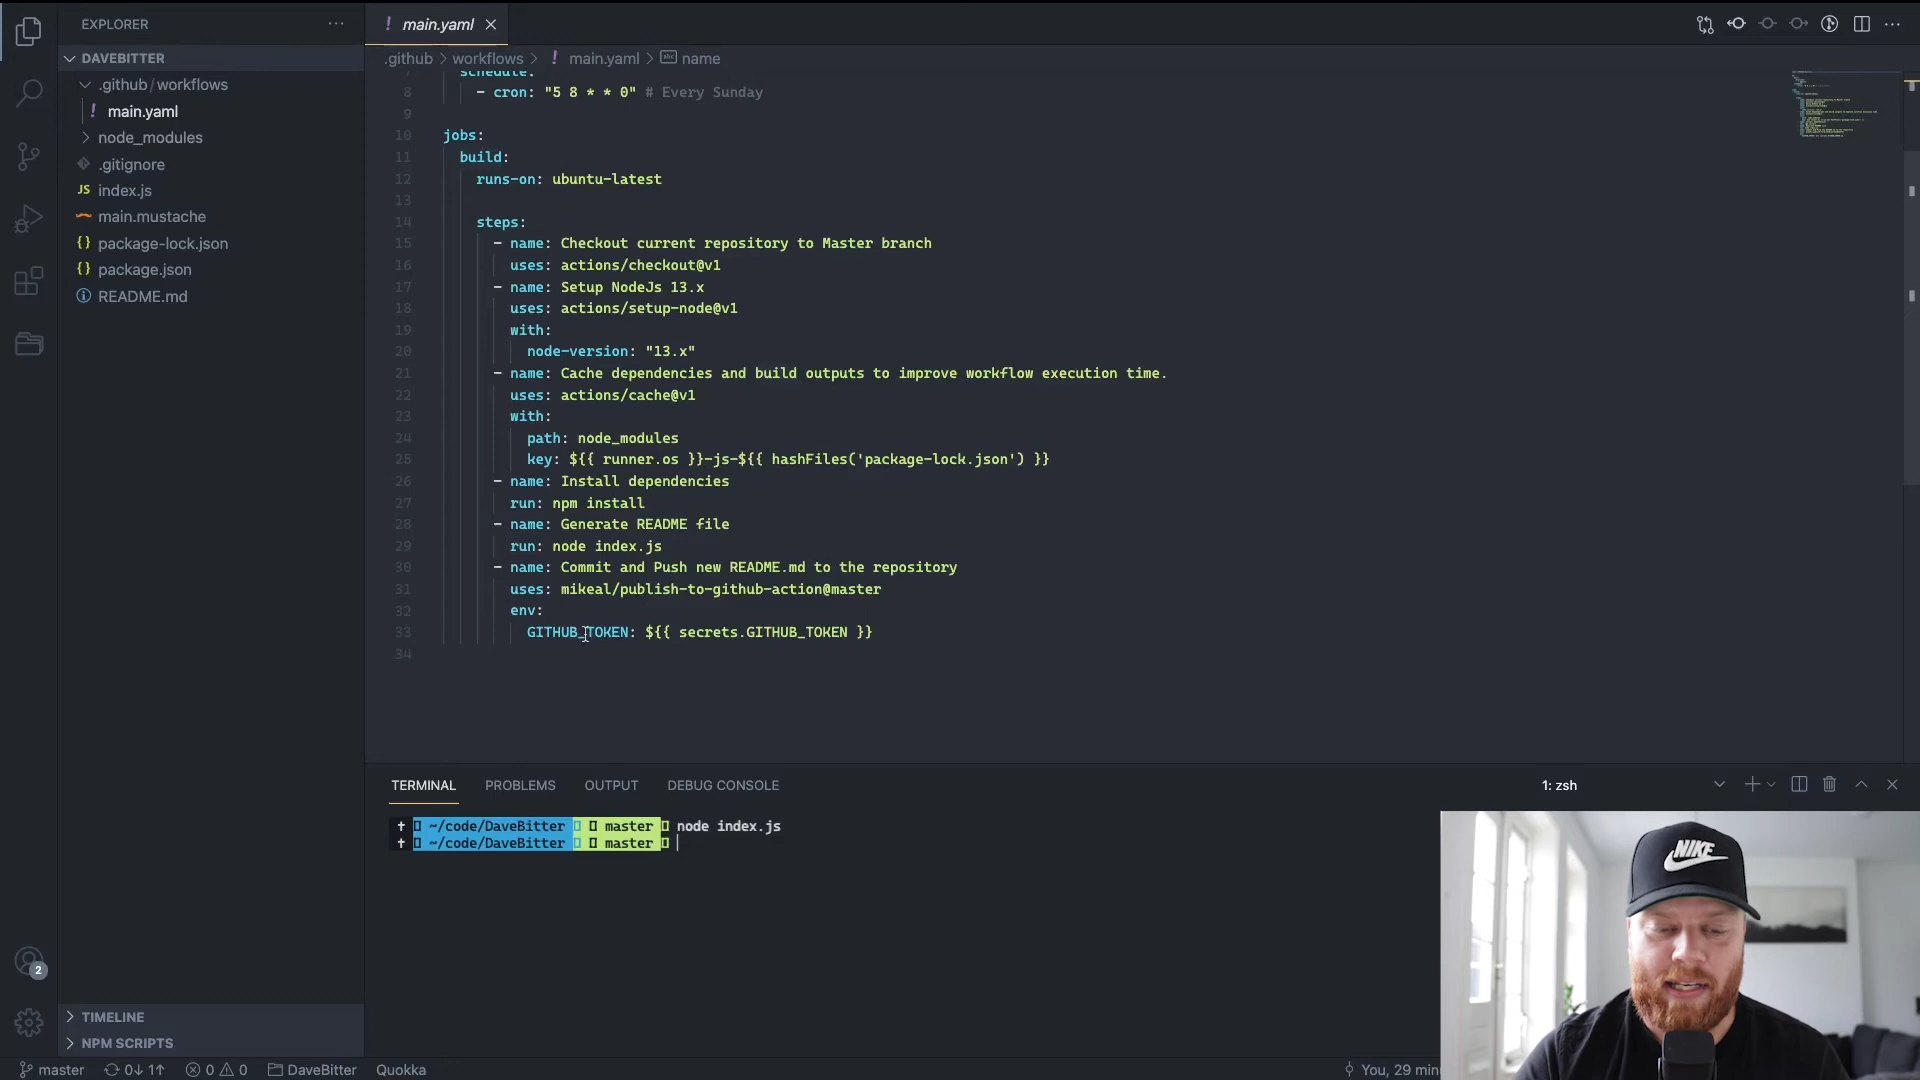 EXPLORER
DAVEBITTER
.github/workflows
! main.yaml
node_modules
.gitignore
JS index.js
main.mustache
{} package-lock.json
{} package.json
README.md
TIMELINE
NPM SCRIPTS
2
! main.yaml
.github > workflows > ! main.yaml > name
schedule:
8 - cron: "5 8 * * 0" # Every Sunday
9
10 jobs:
11 build:
12 runs-on: ubuntu-latest
13
14 steps:
15 - name: Checkout current repository to Master branch
16 uses: actions/checkout@v1
17 - name: Setup NodeJs 13.x
18 uses: actions/setup-node@v1
19 with:
20 node-version: "13.x"
21 - name: Cache dependencies and build outputs to improve workflow execution time.
22 uses: actions/cache@v1
23 with:
24 path: node_modules
25 key: ${{ runner.os }}-js-${{ hashFiles('package-lock.json') }}
26 - name: Install dependencies
27 run: npm install
28 - name: Generate README file
29 run: node index.js
30 - name: Commit and Push new README.md to the repository
31 uses: mikeal/publish-to-github-action@master
32 env:
33 GITHUB_TOKEN: ${{ secrets.GITHUB_TOKEN }}
34
TERMINAL PROBLEMS OUTPUT DEBUG CONSOLE 1: zsh
~/code/DaveBitter master node index.js
~/code/DaveBitter master
NIKE
master 0↓ 1↑ 0 0 DaveBitter Quokka You, 29 min